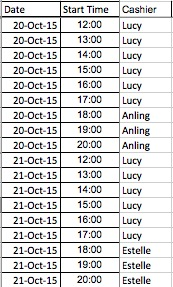 Date Start Time Cashier
20-Oct-15 12:00 Lucy
20-Oct-15 13:00 Lucy
20-Oct-15 14:00 Lucy
20-Oct-15 15:00 Lucy
20-Oct-15 16:00 Lucy
20-Oct-15 17:00 Lucy
20-Oct-15 18:00 Anling
20-Oct-15 19:00 Anling
20-Oct-15 20:00 Anling
21-Oct-15 12:00 Lucy
21-Oct-15 13:00 Lucy
21-Oct-15 14:00 Lucy
21-Oct-15 15:00 Lucy
21-Oct-15 16:00 Lucy
21-Oct-15 17:00 Lucy
21-Oct-15 18:00 Estelle
21-Oct-15 19:00 Estelle
21-Oct-15 20:00 Estelle